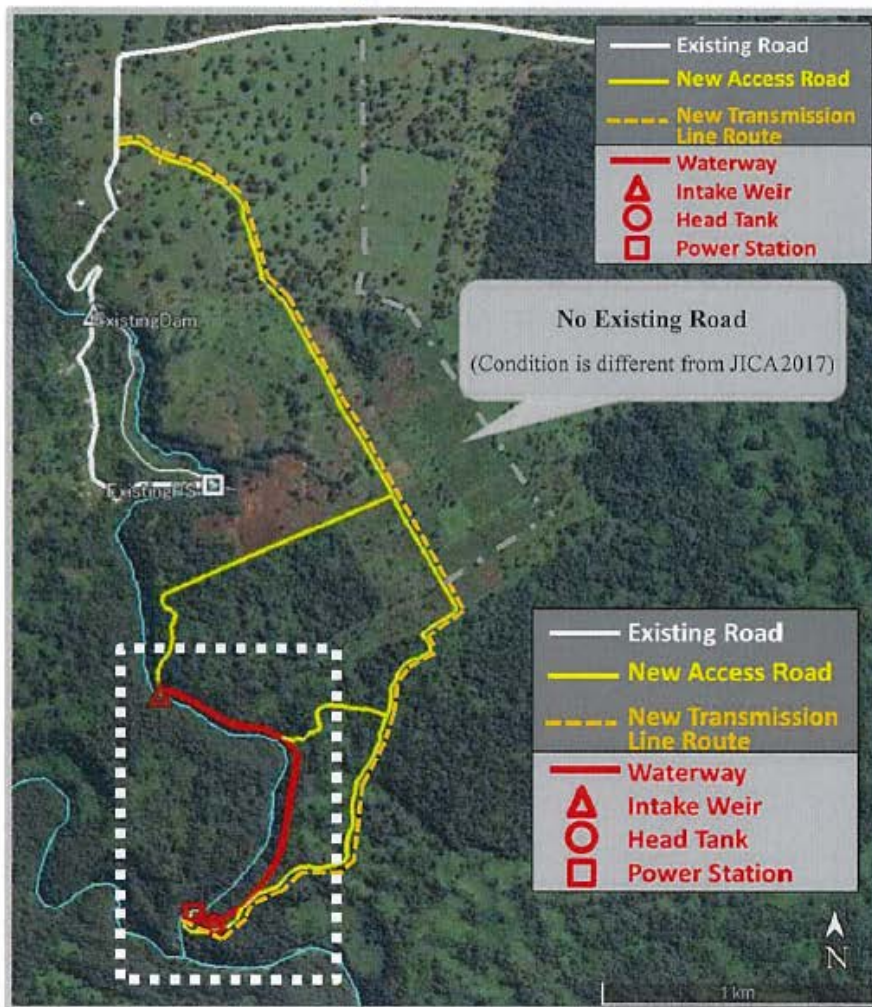 Existing Road
New Access Road
New Transmission
Line Route
Waterway
Intake Weir
Head Tank
Power Station
No Existing Road
(Condition is different from JICA2017)
ExistingDam
Existing
Existing Road
New Access Road
New Transmission
Line Route
Waterway
Intake Weir
Head Tank
Power Station
N
1km